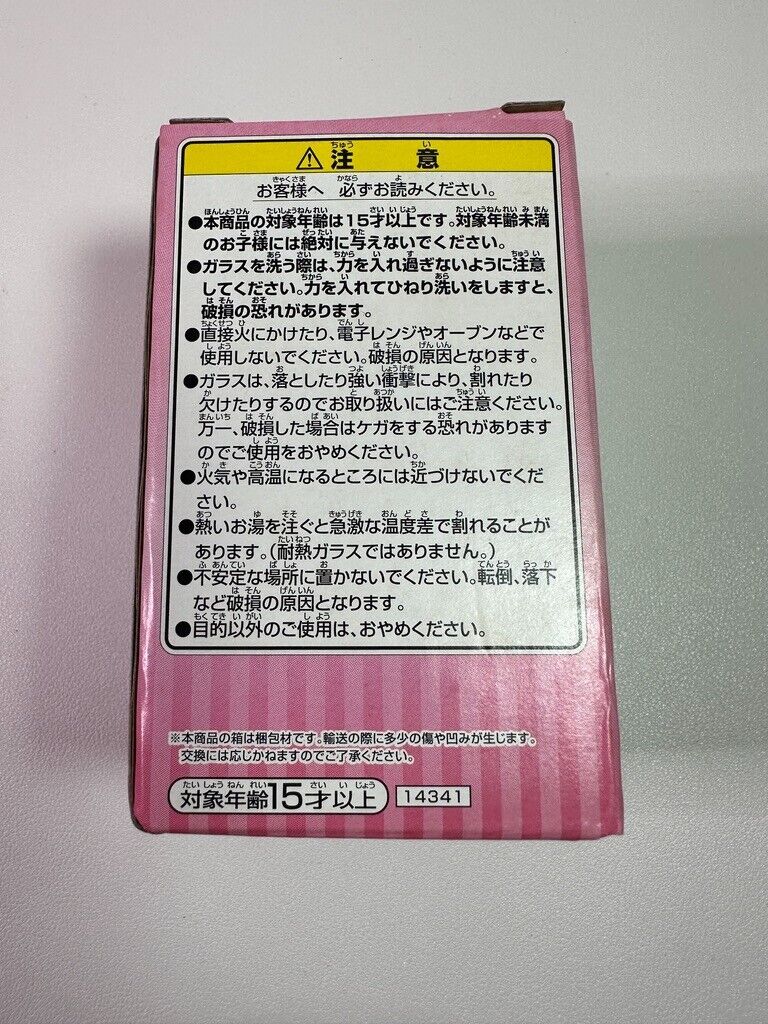 ⚠注意
お客様へ 必ずお読みください。
●本商品の対象年齢は15才以上です。対象年齢未満
のお子様には絶対に与えないでください。
●ガラスを洗う際は、力を入れ過ぎないように注意
してください。力を入れてひねり洗いをしますと、
破損の恐れがあります。
●直接火にかけたり、電子レンジやオーブンなどで
使用しないでください。破損の原因となります。
●ガラスは、落としたり強い衝撃により、割れたり
欠けたりするのでお取り扱いにはご注意ください。
万一、破損した場合はケガをする恐れがあります
のでご使用をおやめください。
●火気や高温になるところには近づけないでくだ
さい。
●熱いお湯を注ぐと急激な温度差で割れることが
あります。(耐熱ガラスではありません。)
●不安定な場所に置かないでください。転倒、落下
など破損の原因となります。
●目的以外のご使用は、おやめください。
※本商品の箱は梱包材です。輸送の際に多少の傷や凹みが生じます。
交換には応じかねますのでご了承ください。
対象年齢15才以上 14341